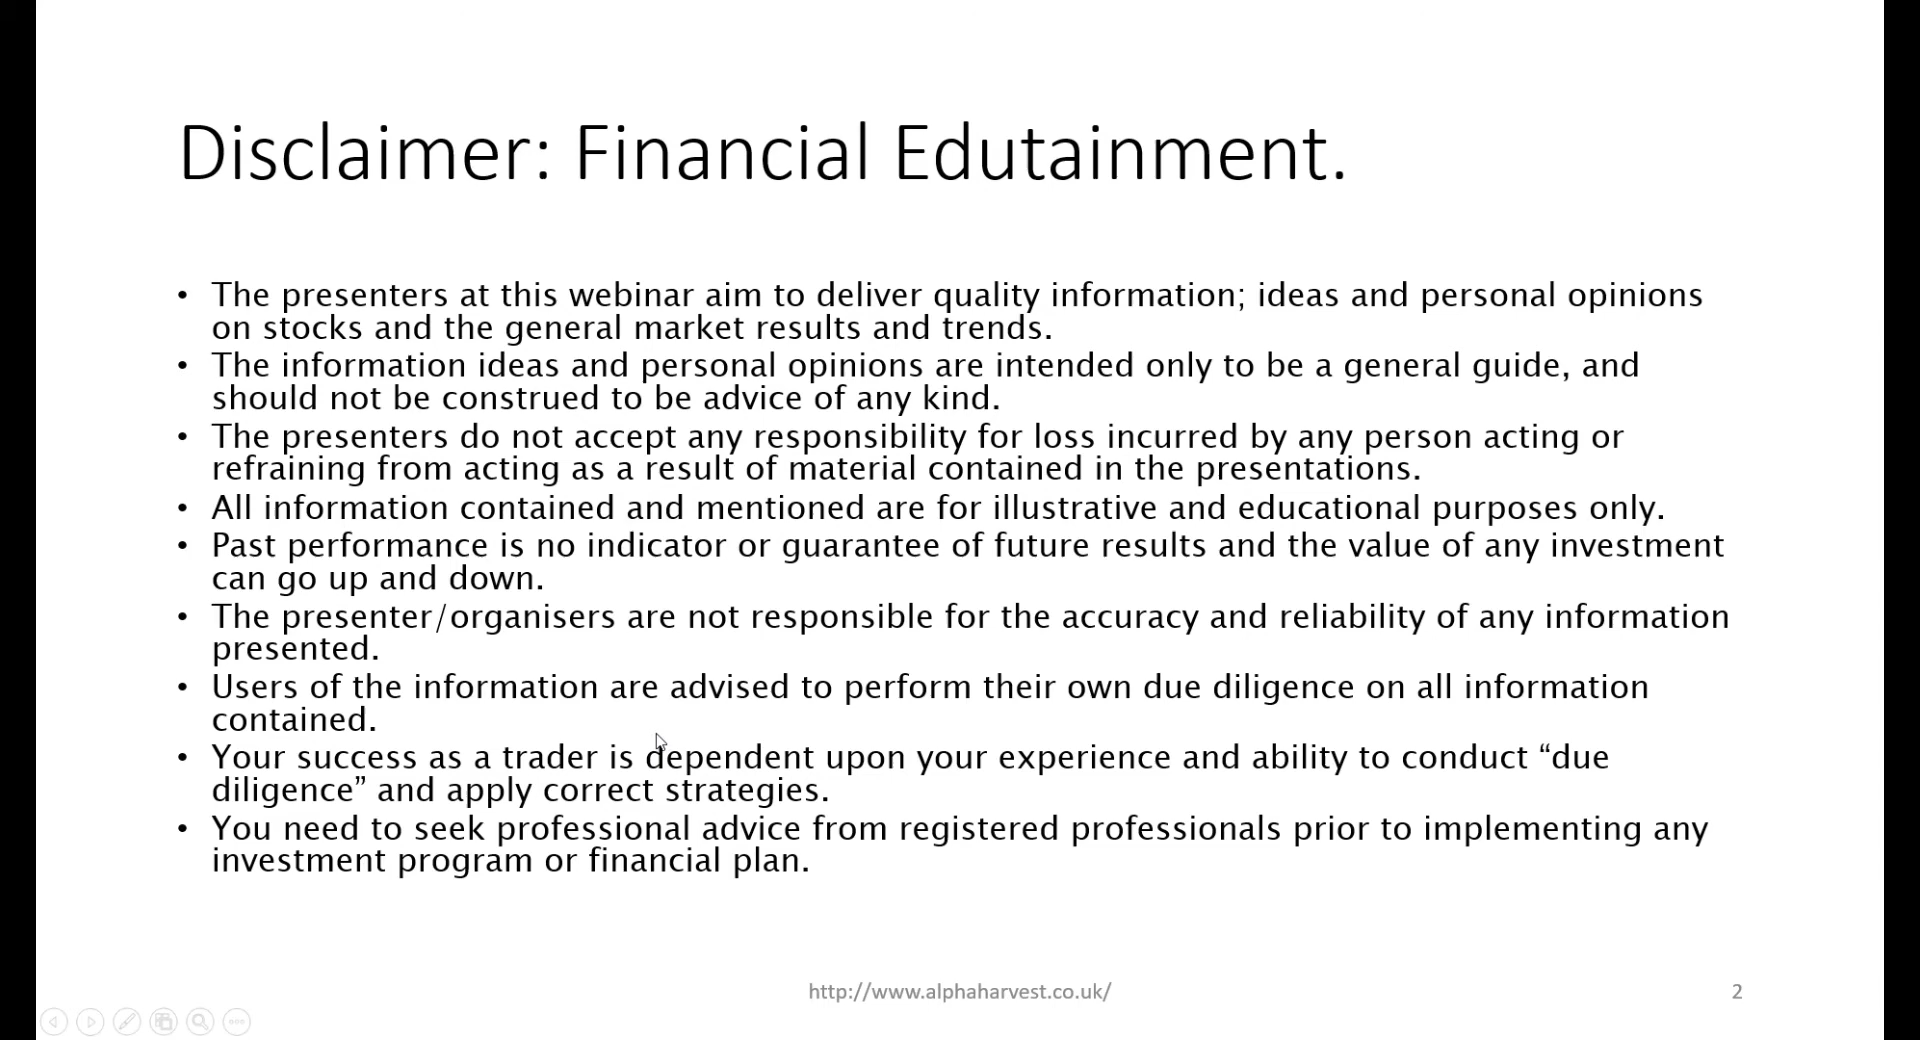 Disclaimer: Financial Edutainment.
• The presenters at this webinar aim to deliver quality information; ideas and personal opinions
on stocks and the general market results and trends.
• The information ideas and personal opinions are intended only to be a general guide, and
should not be construed to be advice of any kind.
• The presenters do not accept any responsibility for loss incurred by any person acting or
refraining from acting as a result of material contained in the presentations.
• All information contained and mentioned are for illustrative and educational purposes only.
• Past performance is no indicator or guarantee of future results and the value of any investment
can go up and down.
• The presenter/organisers are not responsible for the accuracy and reliability of any information
presented.
• Users of the information are advised to perform their own due diligence on all information
contained.
• Your success as a trader is dependent upon your experience and ability to conduct “due
diligence” and apply correct strategies.
• You need to seek professional advice from registered professionals prior to implementing any
investment program or financial plan.
http://www.alphaharvest.co.uk/
2